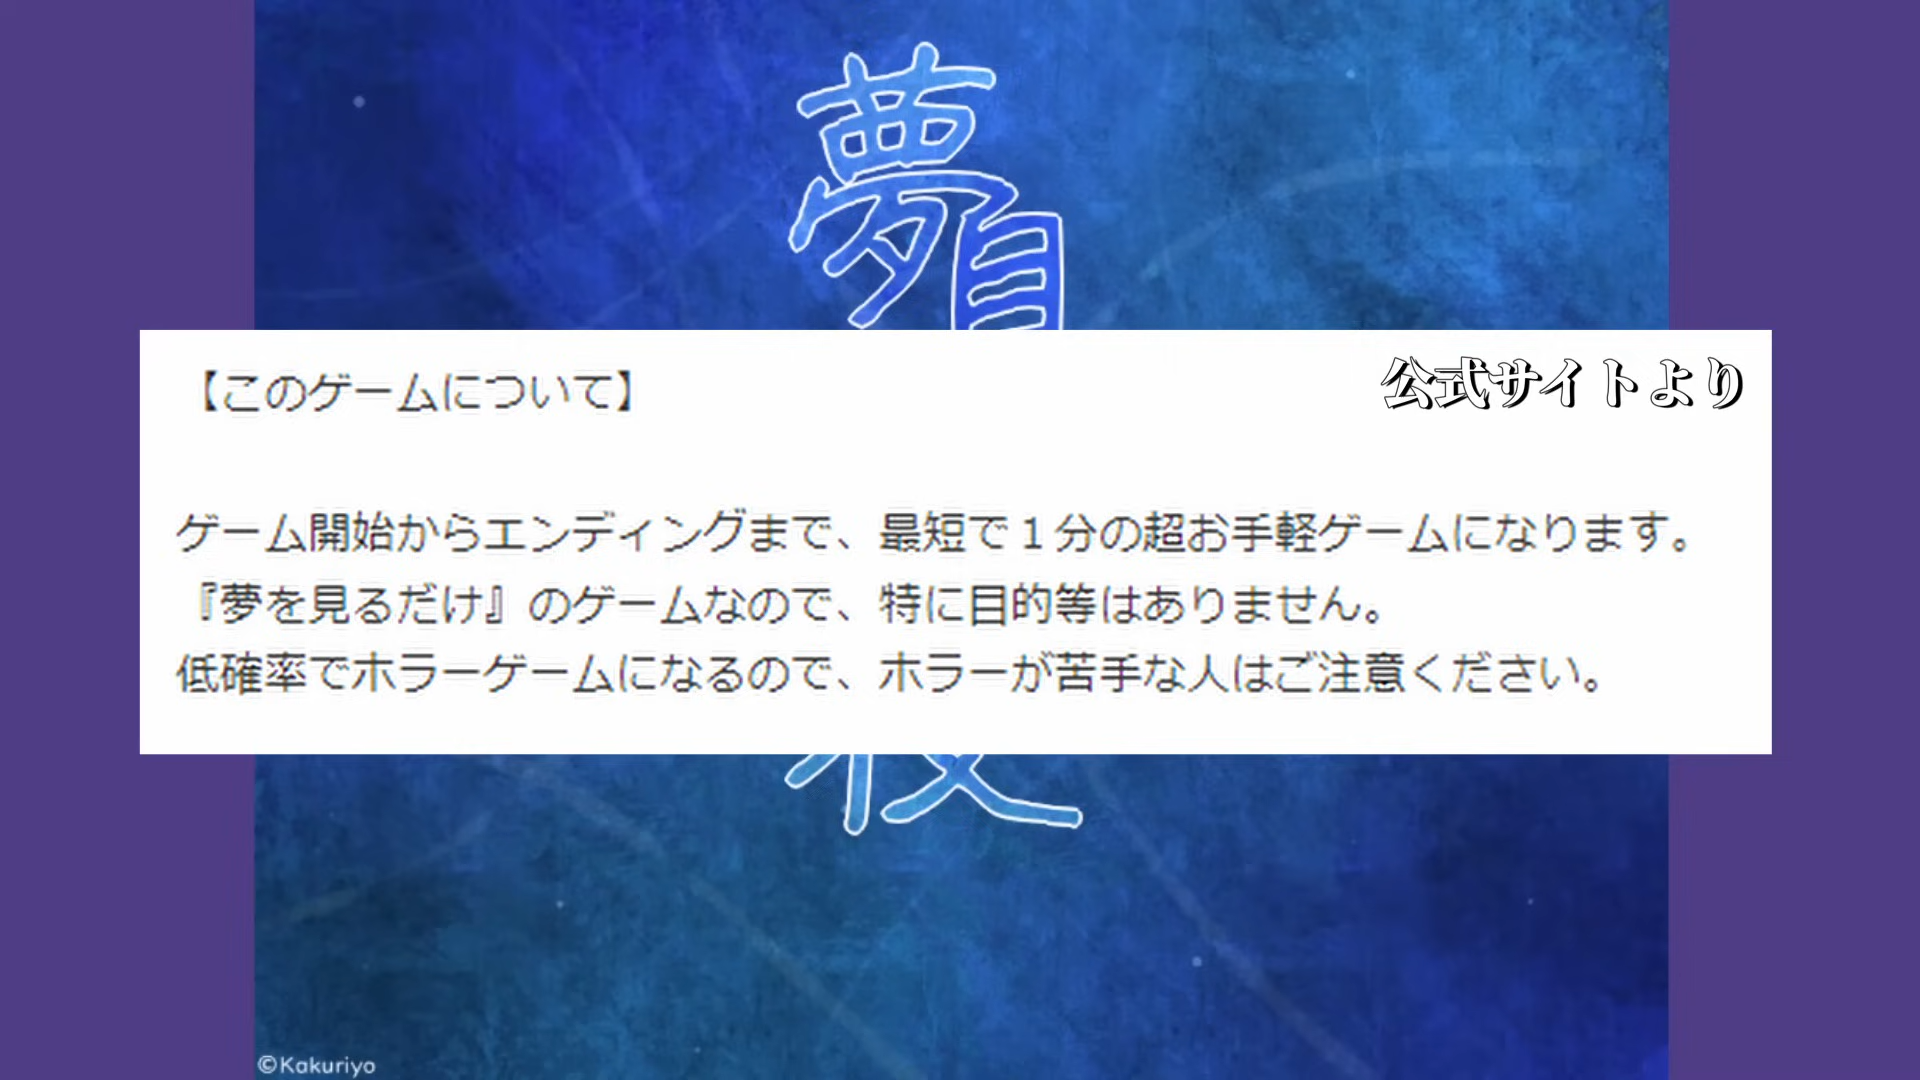 夢
【このゲームについて】
公式サイトより
ゲーム開始からエンディングまで、最短で１分の超お手軽ゲームになります。
『夢を見るだけ』のゲームなので、特に目的等はありません。
低確率でホラーゲームになるので、ホラーが苦手な人はご注意ください。
©Kakuriyo